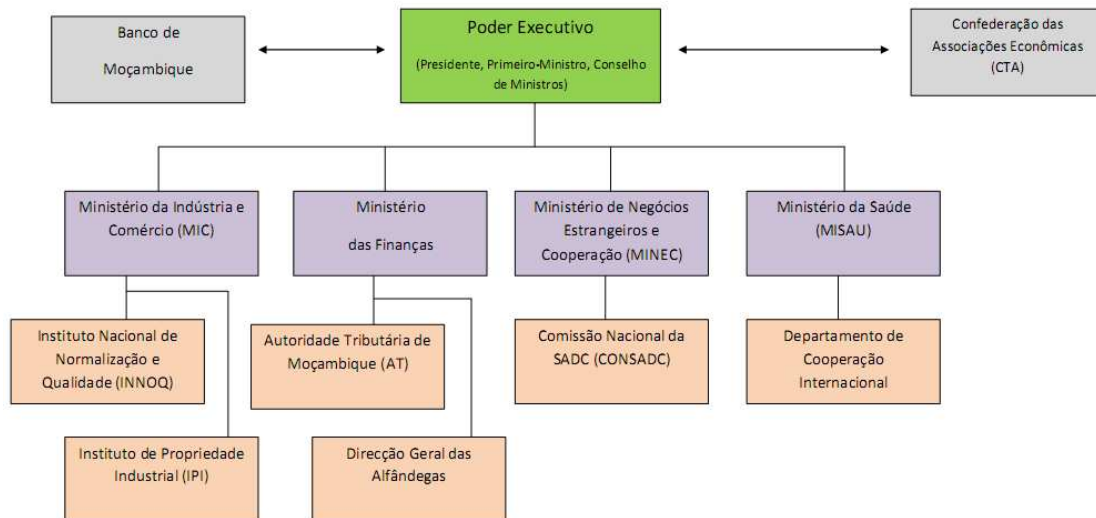 Banco de
Moçambique
Poder Executivo
(Presidente, Primeiro-Ministro, Conselho
de Ministros)
Confederação das
Associações Econômicas
(CTA)
Ministério da Indústria e
Comércio (MIC)
Ministério
das Finanças
Ministério de Negócios
Estrangeiros e
Cooperação (MINEC)
Ministério da Saúde
(MISAU)
Instituto Nacional de
Normalização e
Qualidade (INNOQ)
Autoridade Tributária de
Moçambique (AT)
Comissão Nacional da
SADC (CONSADC)
Departamento de
Cooperação
Internacional
Instituto de Propriedade
Industrial (IPI)
Direcção Geral das
Alfândegas